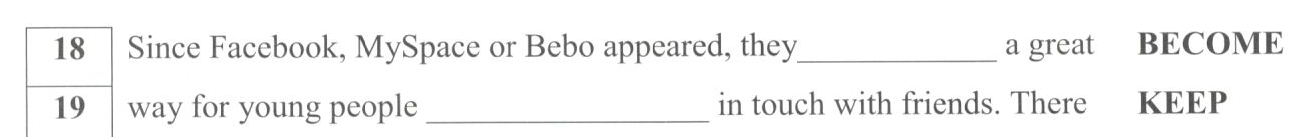 18 Since Facebook, MySpace or Bebo appeared, they____________ a great BECOME
19 way for young people _________________ in touch with friends. There KEEP